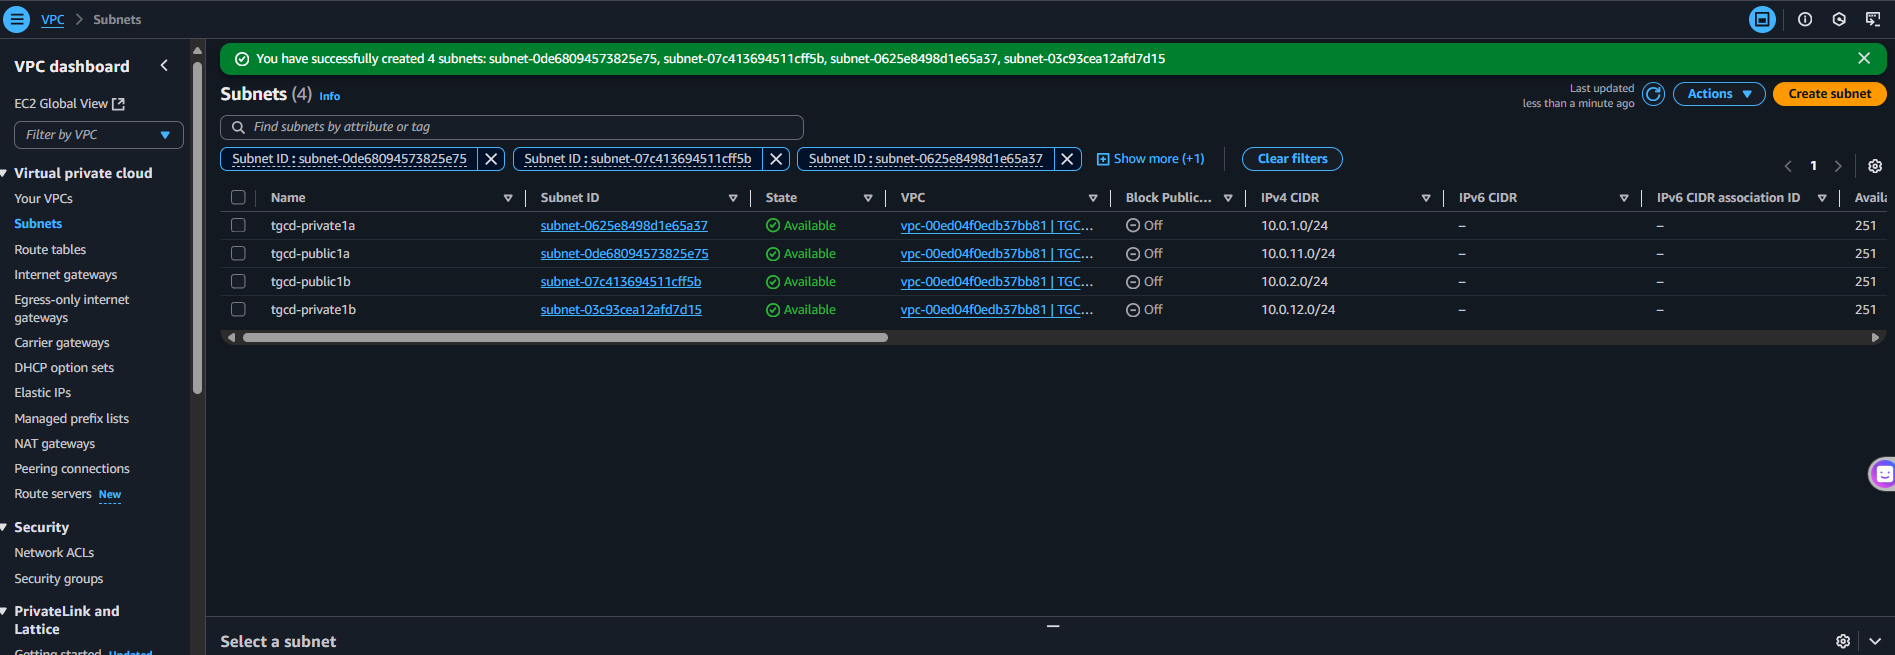 VPC > Subnets
VPC dashboard
EC2 Global View
Filter by VPC
Virtual private cloud
Your VPCs
Subnets
Route tables
Internet gateways
Egress-only internet
gateways
Carrier gateways
DHCP option sets
Elastic IPs
Managed prefix lists
NAT gateways
Peering connections
Route servers New
Security
Network ACLs
Security groups
PrivateLink and
Lattice
Getting started Updated
You have successfully created 4 subnets: subnet-0de68094573825e75, subnet-07c413694511cff5b, subnet-0625e8498d1e65a37, subnet-03c93cea12afd7d15
Subnets (4) Info
Last updated
less than a minute ago
Actions
Create subnet
Find subnets by attribute or tag
Subnet ID : subnet-0de68094573825e75 Subnet ID : subnet-07c413694511cff5b Subnet ID : subnet-0625e8498d1e65a37 Show more (+1) Clear filters
1
Name Subnet ID State VPC Block Public... IPv4 CIDR IPv6 CIDR IPv6 CIDR association ID Availa
tgcd-private1a subnet-0625e8498d1e65a37 Available vpc-00ed04f0edb37bb81 | TGC... Off 10.0.1.0/24 – – 251
tgcd-public1a subnet-0de68094573825e75 Available vpc-00ed04f0edb37bb81 | TGC... Off 10.0.11.0/24 – – 251
tgcd-public1b subnet-07c413694511cff5b Available vpc-00ed04f0edb37bb81 | TGC... Off 10.0.2.0/24 – – 251
tgcd-private1b subnet-03c93cea12afd7d15 Available vpc-00ed04f0edb37bb81 | TGC... Off 10.0.12.0/24 – – 251
Select a subnet